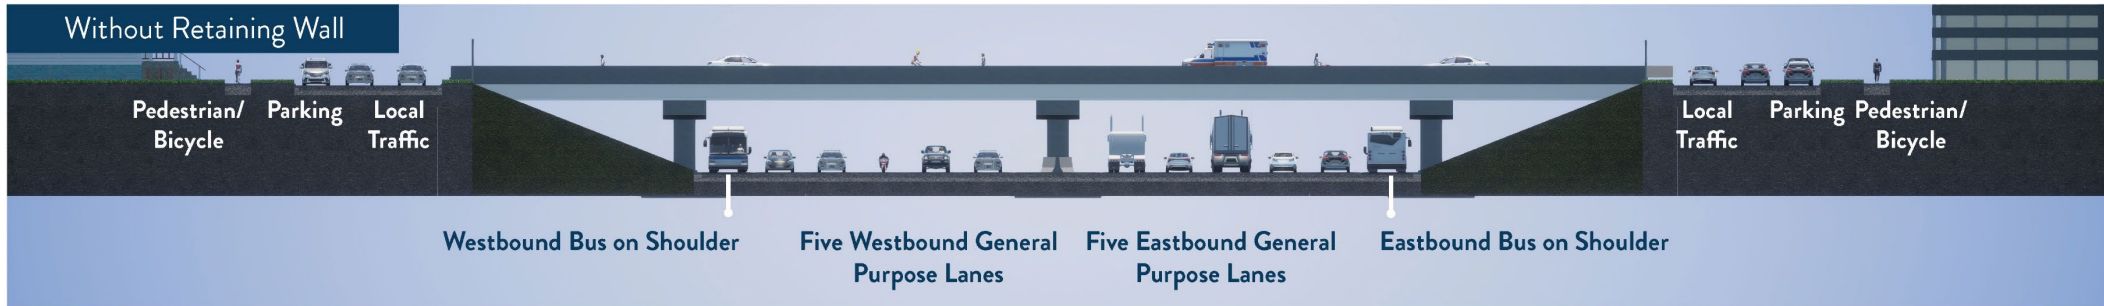 Without Retaining Wall
Pedestrian/
Bicycle
Parking
Local
Traffic
Local
Traffic
Parking
Pedestrian/
Bicycle
Westbound Bus on Shoulder
Five Westbound General
Purpose Lanes
Five Eastbound General
Purpose Lanes
Eastbound Bus on Shoulder